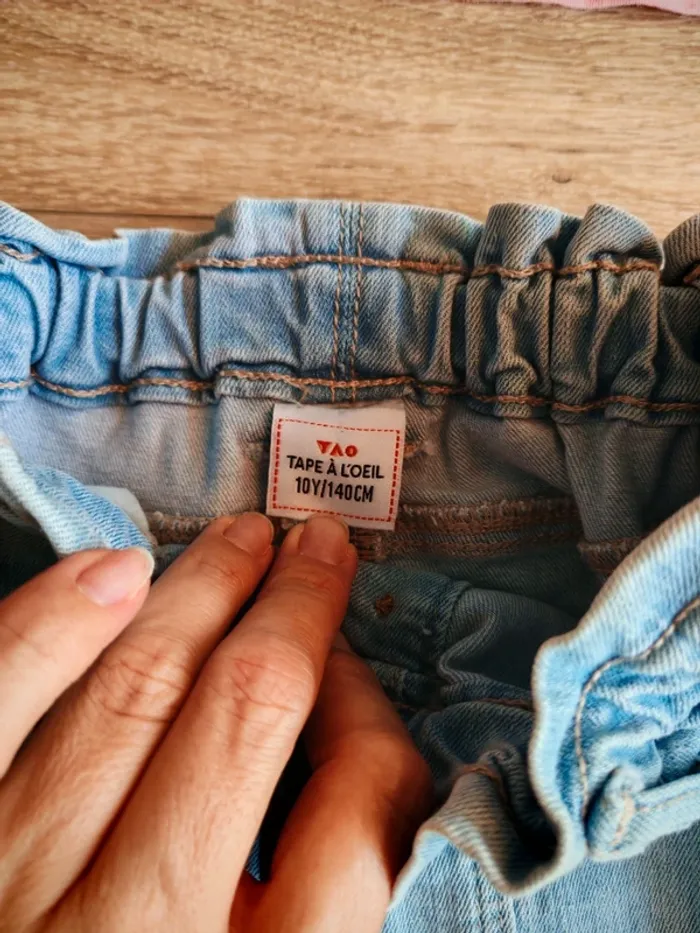 TAO
TAPE À L'OEIL
10Y/140CM